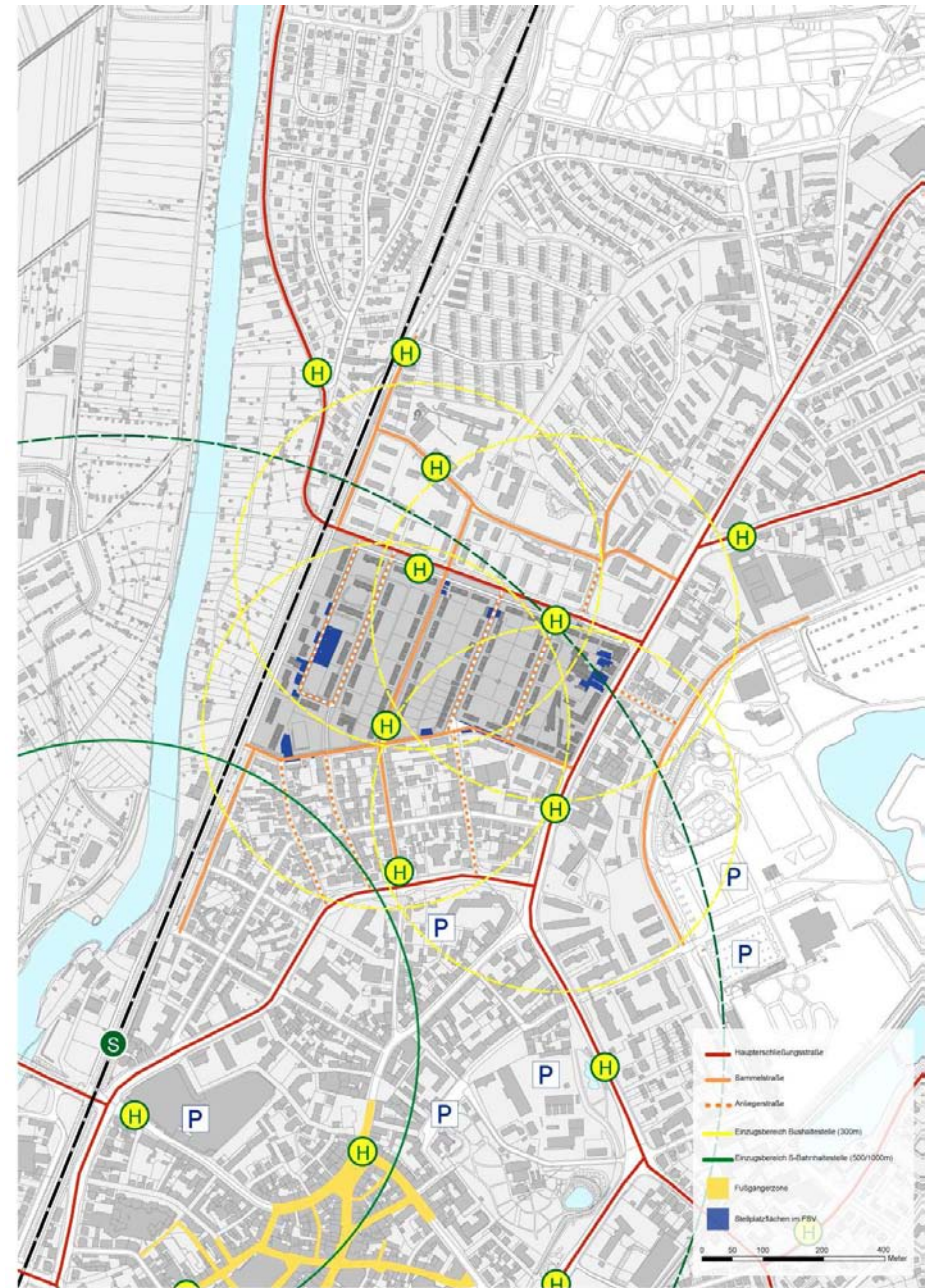 H
H
H
H
H
H
H
H
H
P
P
P
S
H
P
H
P
P
H
H
H
H
Haupterschließungsstraße
Sammelstraße
Anliegerstraße
Einzugsbereich Bushaltestelle (300m)
Einzugsbereich S-Bahnhaltestelle (500/1000m)
Fußgängerzone
Stellplatzflächen im FBV
0 50 100 200 400
Meter